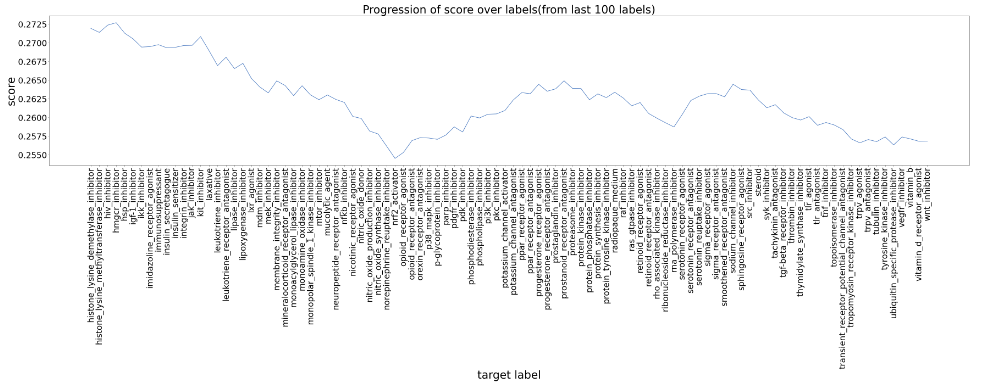 Progression of score over labels(from last 100 labels)
score
0.2725
0.2700
0.2675
0.2650
0.2625
0.2600
0.2575
0.2550
histone_lysine_demethylase_inhibitor
histone_lysine_methyltransferase_inhibitor
hiv_inhibitor
hmgcr_inhibitor
hsp_inhibitor
igf-1_inhibitor
ikk_inhibitor
imidazoline_receptor_agonist
immunosuppressant
insulin_secretagogue
insulin_sensitizer
integrin_inhibitor
jak_inhibitor
kit_inhibitor
laxative
leukotriene_inhibitor
leukotriene_receptor_antagonist
lipase_inhibitor
lipoxygenase_inhibitor
lxr_agonist
mdm_inhibitor
mek_inhibitor
membrane_integrity_inhibitor
mineralocorticoid_receptor_antagonist
monoacylglycerol_lipase_inhibitor
monoamine_oxidase_inhibitor
monopolar_spindle_1_kinase_inhibitor
mtor_inhibitor
mucolytic_agent
neuropeptide_receptor_antagonist
nfkb_inhibitor
nicotinic_receptor_agonist
nitric_oxide_donor
nitric_oxide_production_inhibitor
nitric_oxide_synthase_inhibitor
norepinephrine_reuptake_inhibitor
nrf2_activator
opioid_receptor_agonist
opioid_receptor_antagonist
orexin_receptor_antagonist
p38_mapk_inhibitor
p-glycoprotein_inhibitor
parp_inhibitor
pdgfr_inhibitor
pdk_inhibitor
phosphodiesterase_inhibitor
phospholipase_inhibitor
pi3k_inhibitor
pkc_inhibitor
potassium_channel_activator
potassium_channel_antagonist
ppar_receptor_agonist
ppar_receptor_antagonist
progesterone_receptor_agonist
progesterone_receptor_antagonist
prostaglandin_inhibitor
prostanoid_receptor_antagonist
proteasome_inhibitor
protein_kinase_inhibitor
protein_phosphatase_inhibitor
protein_synthesis_inhibitor
protein_tyrosine_kinase_inhibitor
radiopaque_medium
raf_inhibitor
ras_gtpase_inhibitor
retinoid_receptor_agonist
retinoid_receptor_antagonist
rho_associated_kinase_inhibitor
ribonucleoside_reductase_inhibitor
rna_polymerase_inhibitor
serotonin_receptor_agonist
serotonin_receptor_antagonist
serotonin_reuptake_inhibitor
sigma_receptor_agonist
sigma_receptor_antagonist
smoothened_receptor_antagonist
sodium_channel_inhibitor
sphingosine_receptor_agonist
src_inhibitor
steroid
syk_inhibitor
tachykinin_antagonist
tgf-beta_receptor_inhibitor
thrombin_inhibitor
thymidylate_synthase_inhibitor
tlr_agonist
tlr_antagonist
tnf_inhibitor
topoisomerase_inhibitor
transient_receptor_potential_channel_antagonist
tropomyosin_receptor_kinase_inhibitor
trpv_agonist
trpv_antagonist
tubulin_inhibitor
tyrosine_kinase_inhibitor
ubiquitin_specific_protease_inhibitor
vegfr_inhibitor
vitamin_b
vitamin_d_receptor_agonist
wnt_inhibitor
target label